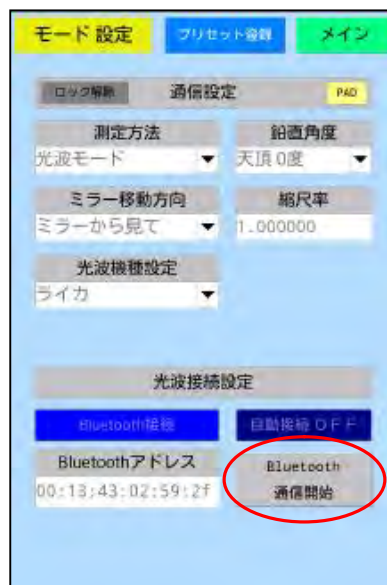 モード 設定 プリセット登録 メイン
ロック解除 通信設定 PAD
測定方法 鉛直角度
光波モード 天頂 0度
ミラー移動方向 縮尺率
ミラーから見て 1.000000
光波機種設定
ライカ
光波接続設定
Bluetooth接続 自動接続 OFF
Bluetoothアドレス Bluetooth
00:13:43:02:59:2f 通信開始